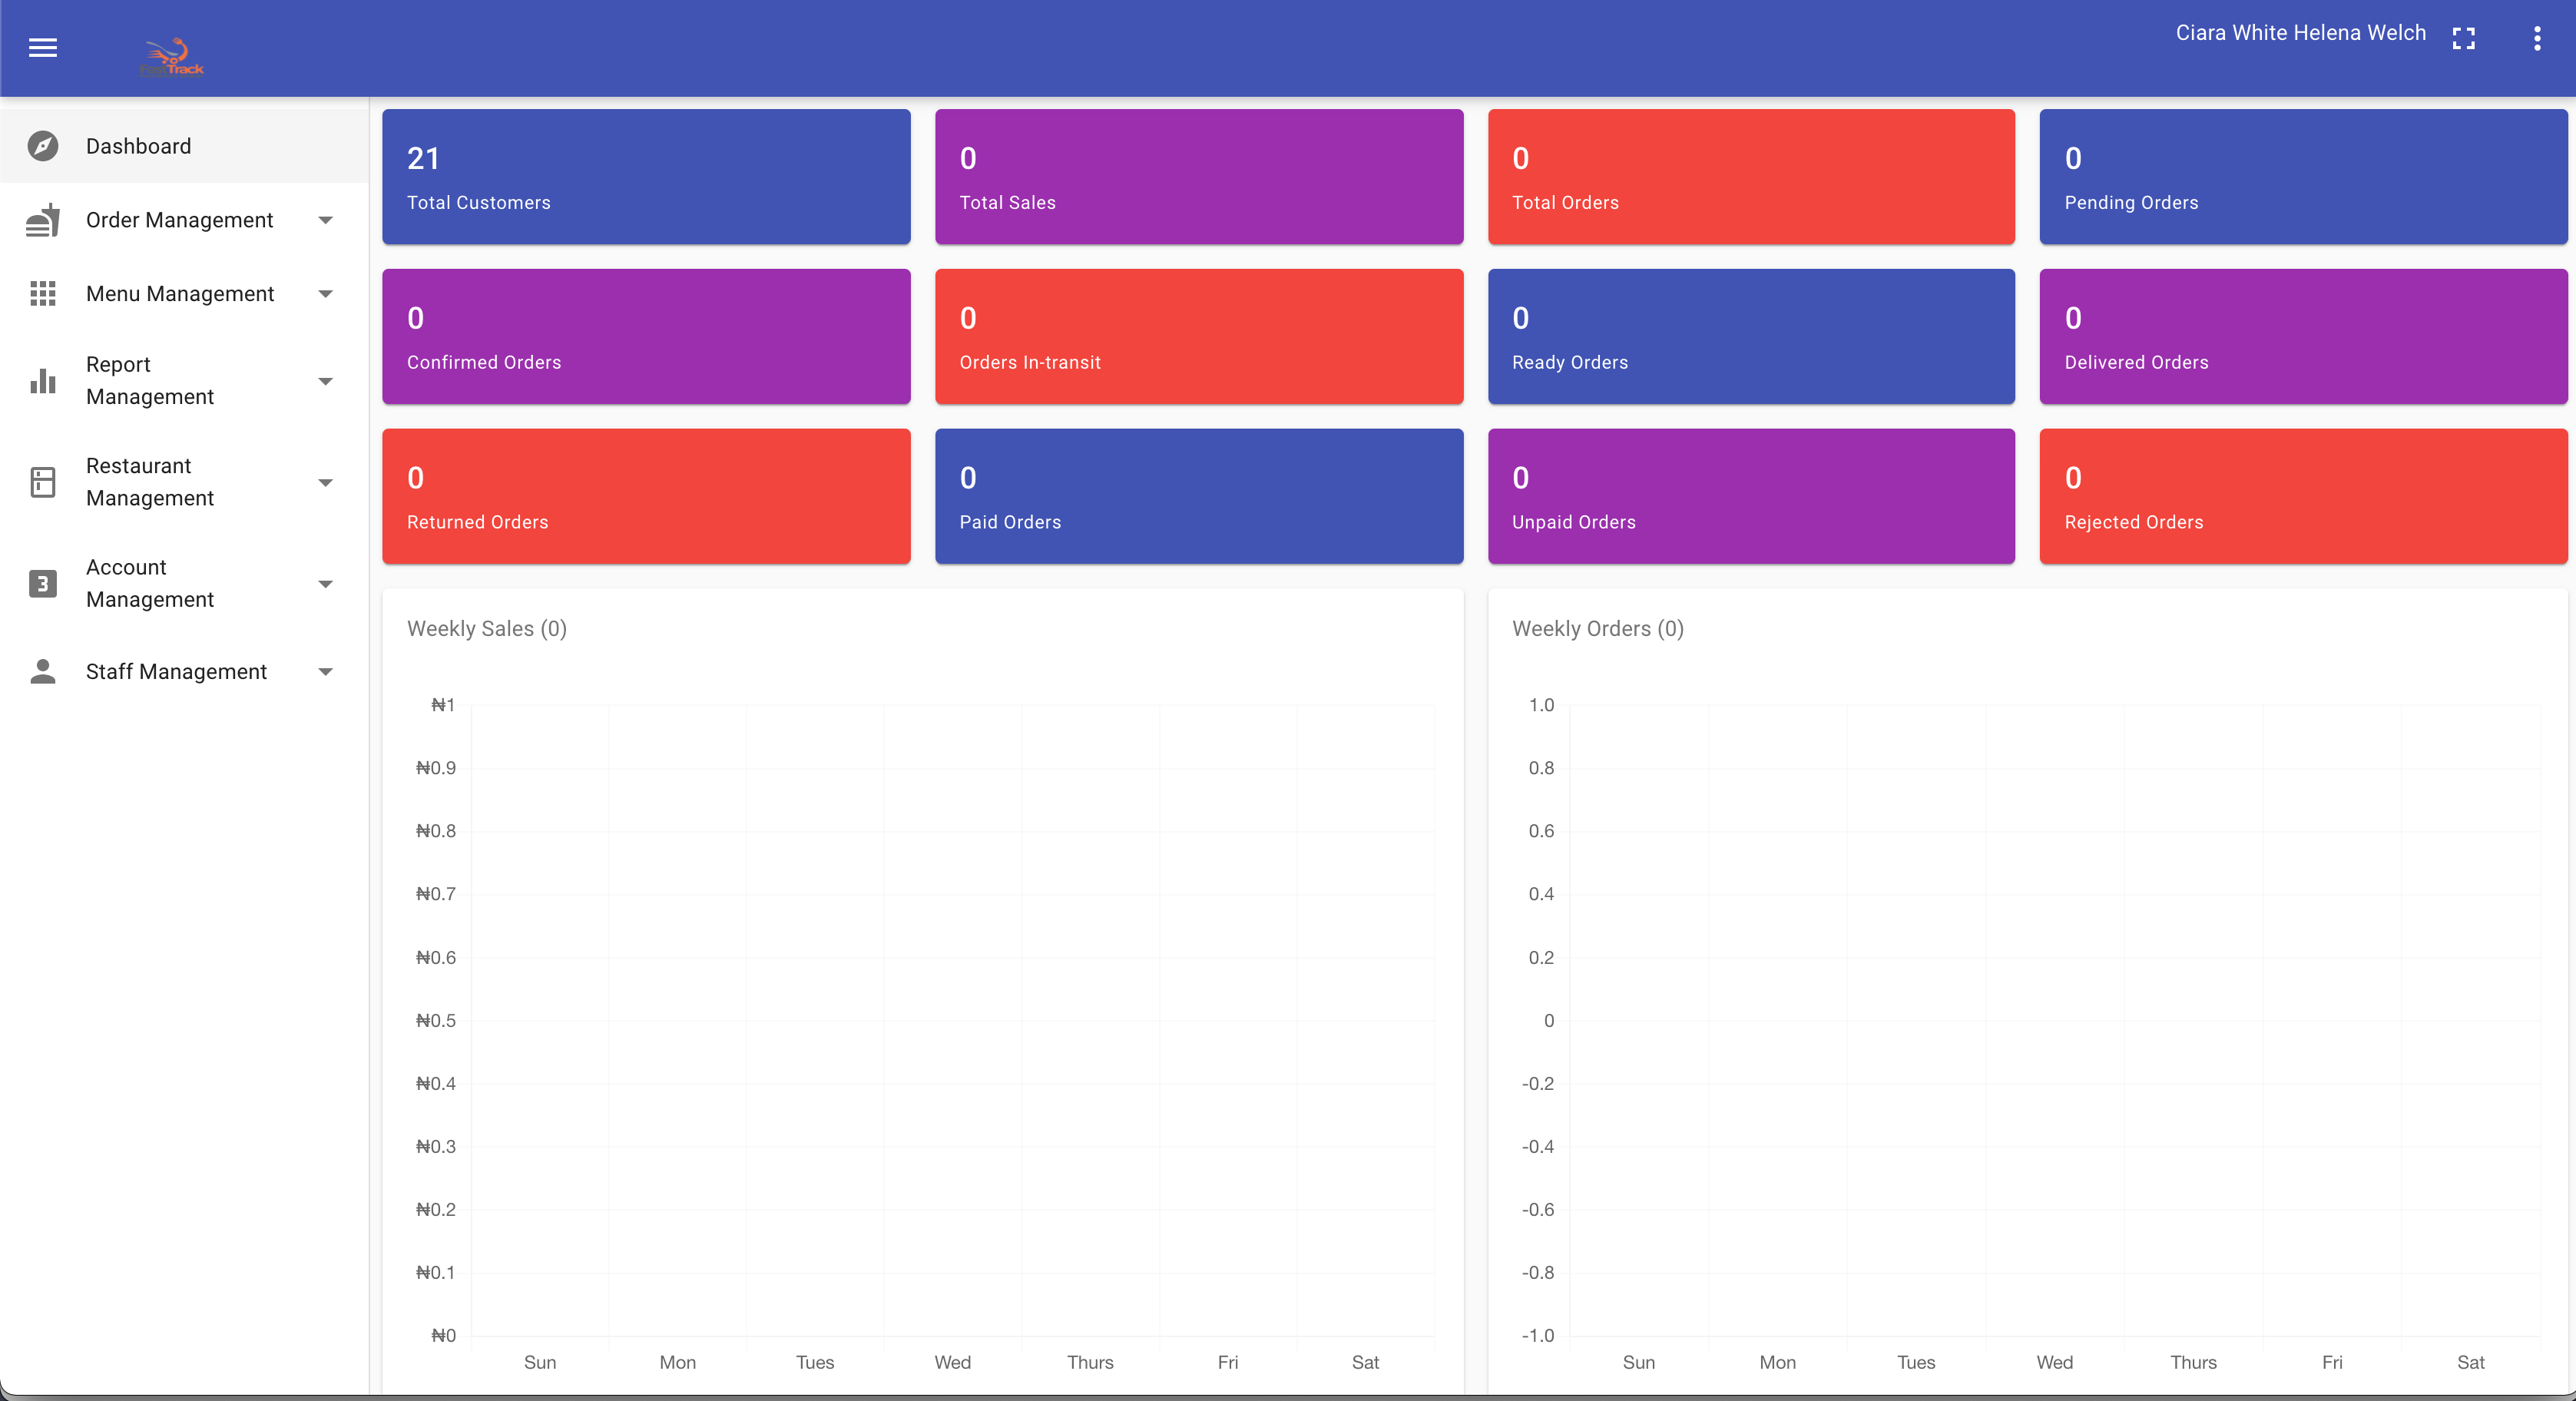 Ciara White Helena Welch
FastTrack
Dashboard
Order Management
Menu Management
Report
Management
Restaurant
Management
3
Account
Management
Staff Management
21
Total Customers
0
Total Sales
0
Total Orders
0
Pending Orders
0
Confirmed Orders
0
Orders In-transit
0
Ready Orders
0
Delivered Orders
0
Returned Orders
0
Paid Orders
0
Unpaid Orders
0
Rejected Orders
Weekly Sales (0)
₦1
₦0.9
₦0.8
₦0.7
₦0.6
₦0.5
₦0.4
₦0.3
₦0.2
₦0.1
₦0
Sun Mon Tues Wed Thurs Fri Sat
Weekly Orders (0)
1.0
0.8
0.6
0.4
0.2
0
-0.2
-0.4
-0.6
-0.8
-1.0
Sun Mon Tues Wed Thurs Fri Sat